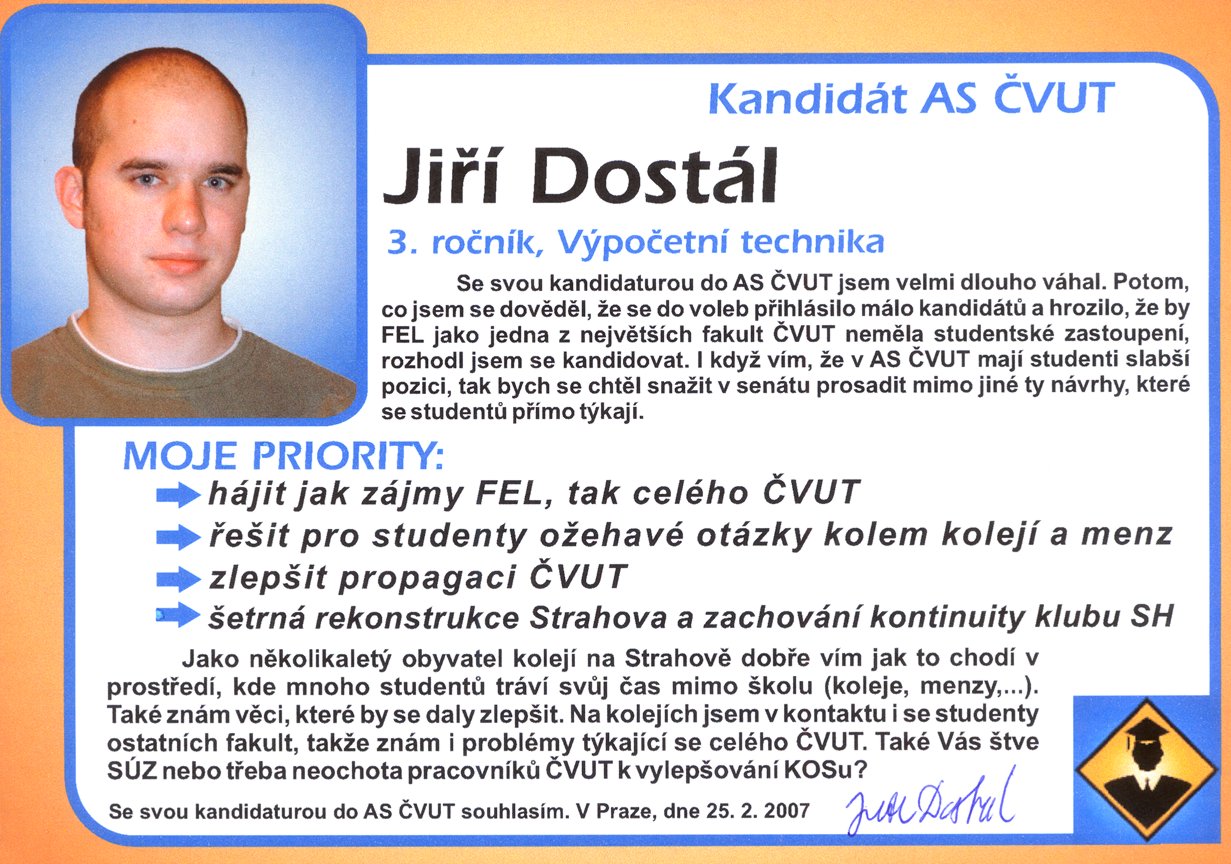 Kandidát AS ČVUT
Jiří Dostál
3. ročník, Výpočetní technika
Se svou kandidaturou do AS ČVUT jsem velmi dlouho váhal. Potom,
co jsem se dověděl, že se do voleb přihlásilo málo kandidátů a hrozilo, že by
FEL jako jedna z největších fakult ČVUT neměla studentské zastoupení,
rozhodl jsem se kandidovat. I když vím, že v AS ČVUT mají studenti slabší
pozici, tak bych se chtěl snažit v senátu prosadit mimo jiné ty návrhy, které
se studentů přímo týkají.
MOJE PRIORITY:
hájit jak zájmy FEL, tak celého ČVUT
řešit pro studenty ožehavé otázky kolem kolejí a menz
zlepšit propagaci ČVUT
šetrná rekonstrukce Strahova a zachování kontinuity klubu SH
Jako několikaletý obyvatel kolejí na Strahově dobře vím jak to chodí v
prostředí, kde mnoho studentů tráví svůj čas mimo školu (koleje, menzy,...).
Také znám věci, které by se daly zlepšit. Na kolejích jsem v kontaktu i se studenty
ostatních fakult, takže znám i problémy týkající se celého ČVUT. Také Vás štve
SÚZ nebo třeba neochota pracovníků ČVUT k vylepšování KOSu?
Se svou kandidaturou do AS ČVUT souhlasím. V Praze, dne 25. 2. 2007